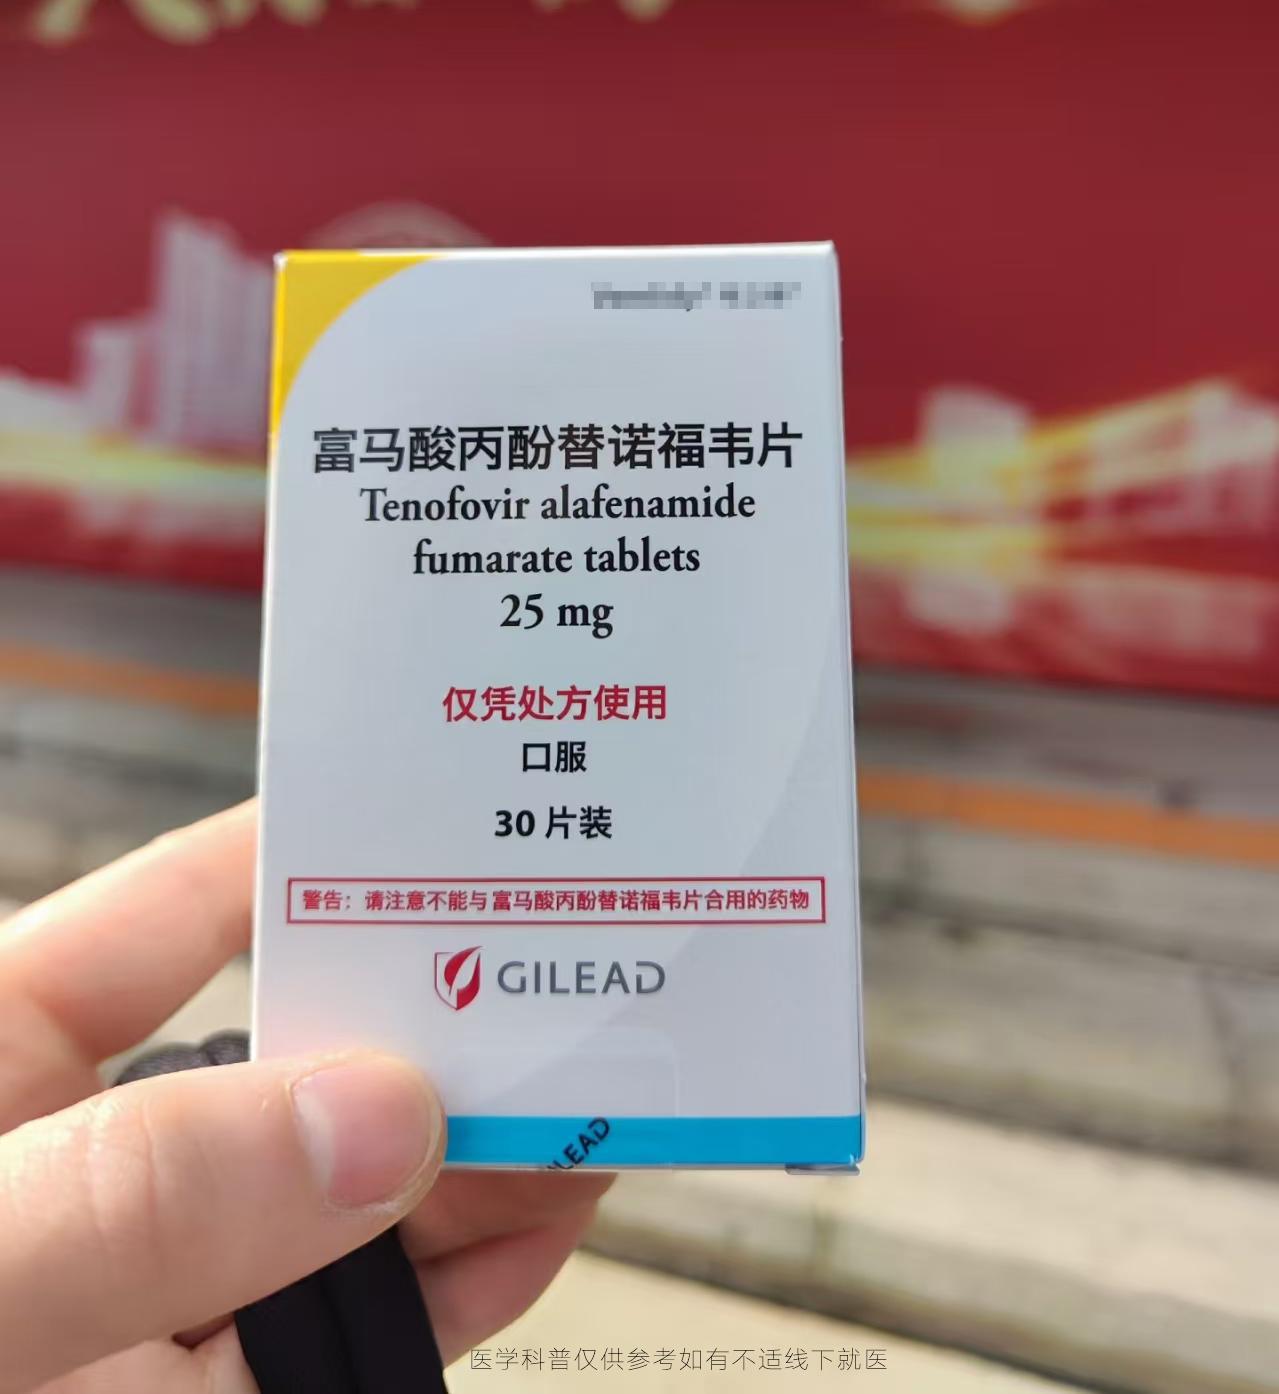 富马酸丙酚替诺福韦片
Tenofovir alafenamide
fumarate tablets
25 mg
仅凭处方使用
口服
30 片装
警告：请注意不能与富马酸丙酚替诺福韦片合用的药物
GILEAD
GILEAD
医学科普仅供参考如有不适线下就医